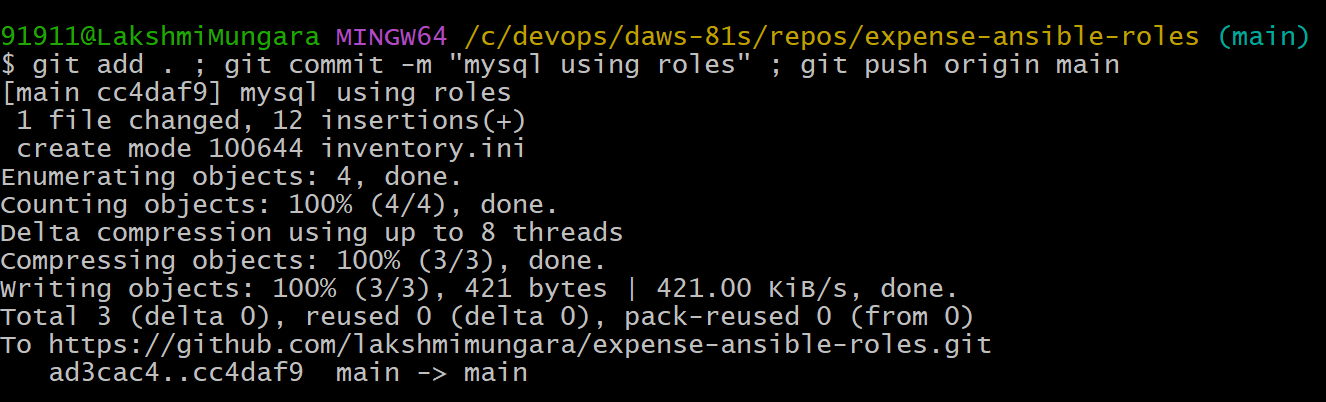 91911@LakshmiMungara MINGW64 /c/devops/daws-81s/repos/expense-ansible-roles (main)
$ git add . ; git commit -m "mysql using roles" ; git push origin main
[main cc4daf9] mysql using roles
 1 file changed, 12 insertions(+)
 create mode 100644 inventory.ini
Enumerating objects: 4, done.
Counting objects: 100% (4/4), done.
Delta compression using up to 8 threads
Compressing objects: 100% (3/3), done.
Writing objects: 100% (3/3), 421 bytes | 421.00 KiB/s, done.
Total 3 (delta 0), reused 0 (delta 0), pack-reused 0 (from 0)
To https://github.com/lakshmimungara/expense-ansible-roles.git
   ad3cac4..cc4daf9  main -> main